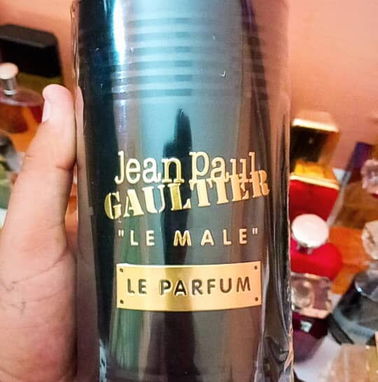 Jean Paul
GAULTIER
"LE MALE"
LE PARFUM